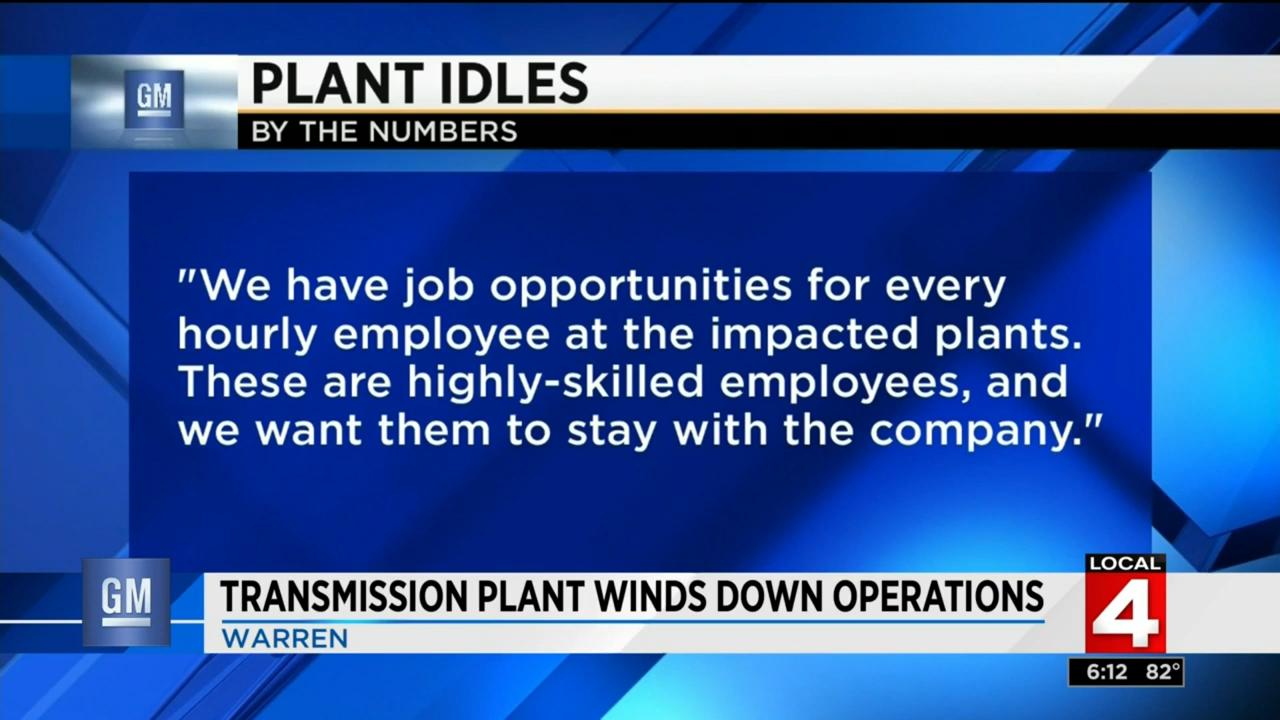 GM
PLANT IDLES
BY THE NUMBERS
"We have job opportunities for every
hourly employee at the impacted plants.
These are highly-skilled employees, and
we want them to stay with the company."
GM
TRANSMISSION PLANT WINDS DOWN OPERATIONS
WARREN
LOCAL
4
6:12 82°